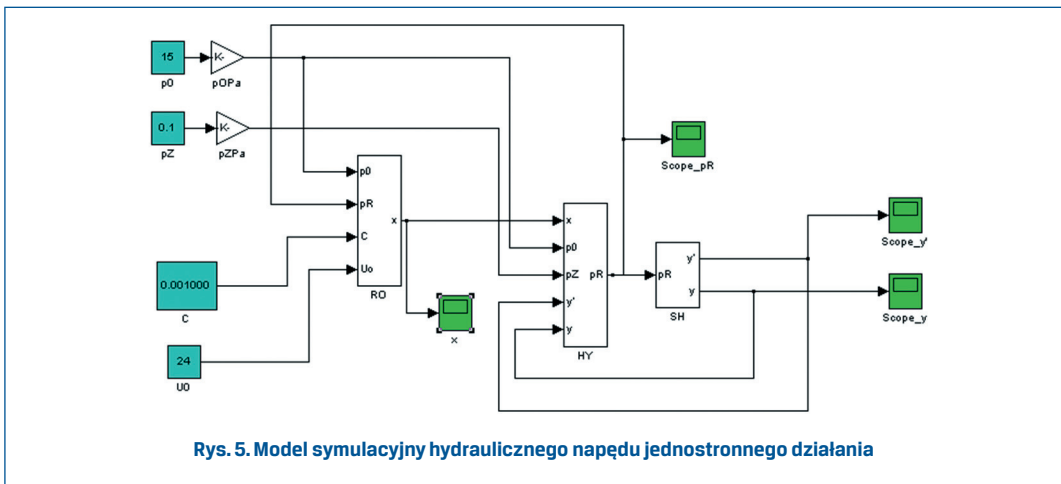 15
p0
K-
p0Pa
0.1
pZ
K-
pZPa
Scope_pR
p0
pR
C
Uo
x
RO
0.001000
C
24
U0
x
x
p0
pZ
y'
y
pR
HY
pR
y'
y
SH
Scope_y'
Scope_y
Rys. 5. Model symulacyjny hydraulicznego napędu jednostronnego działania